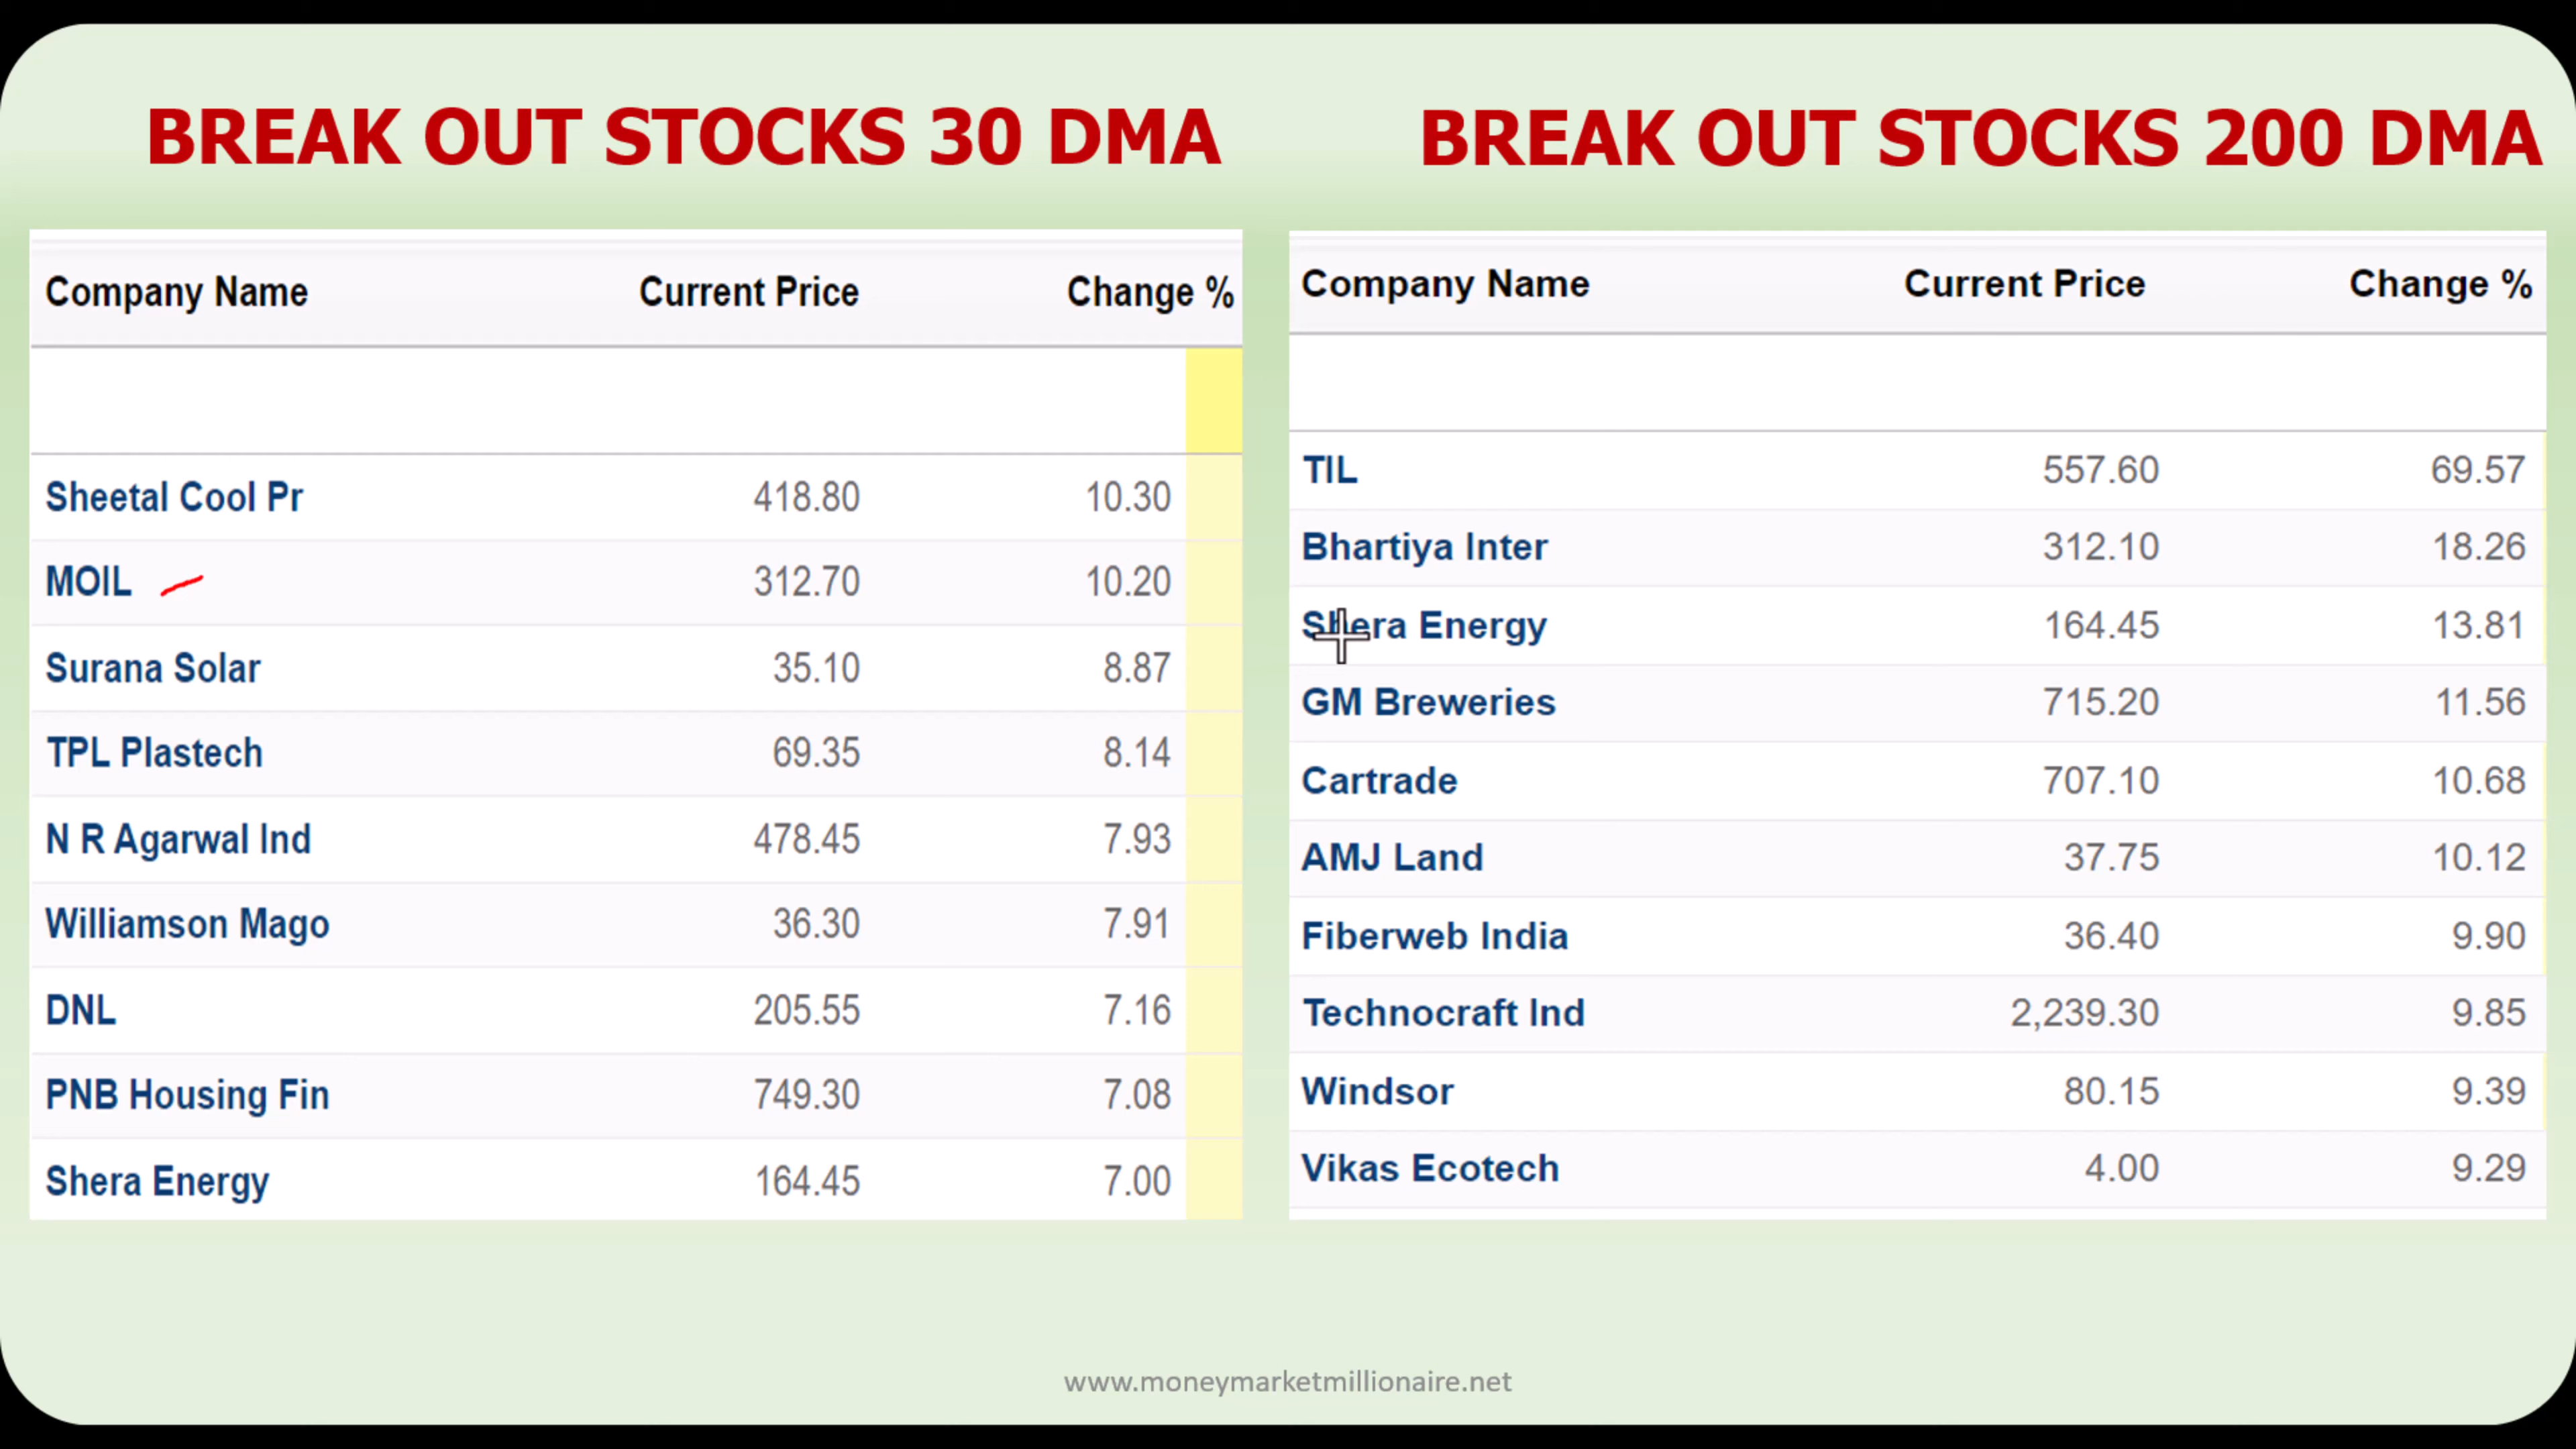 BREAK OUT STOCKS 30 DMA
Company Name Current Price Change %
Sheetal Cool Pr 418.80 10.30
MOIL 312.70 10.20
Surana Solar 35.10 8.87
TPL Plastech 69.35 8.14
N R Agarwal Ind 478.45 7.93
Williamson Mago 36.30 7.91
DNL 205.55 7.16
PNB Housing Fin 749.30 7.08
Shera Energy 164.45 7.00
BREAK OUT STOCKS 200 DMA
Company Name Current Price Change %
TIL 557.60 69.57
Bhartiya Inter 312.10 18.26
Shera Energy 164.45 13.81
GM Breweries 715.20 11.56
Cartrade 707.10 10.68
AMJ Land 37.75 10.12
Fiberweb India 36.40 9.90
Technocraft Ind 2,239.30 9.85
Windsor 80.15 9.39
Vikas Ecotech 4.00 9.29
www.moneymarketmillionaire.net